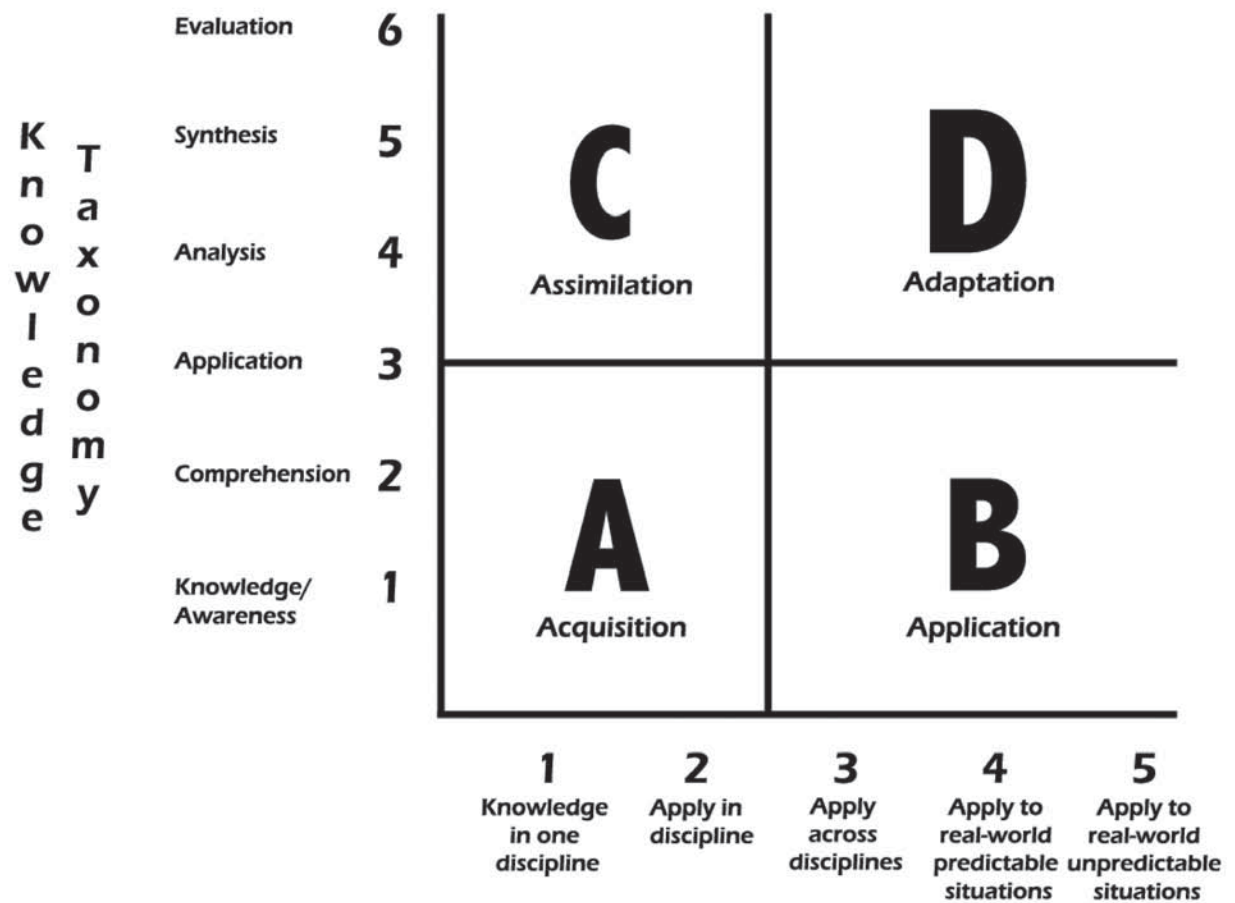 Knowledge
Taxonomy
Evaluation 6
Synthesis 5
Analysis 4
Application 3
Comprehension 2
Knowledge/
Awareness 1
C
Assimilation
D
Adaptation
A
Acquisition
B
Application
1
Knowledge
in one
discipline
2
Apply in
discipline
3
Apply
across
disciplines
4
Apply to
real-world
predictable
situations
5
Apply to
real-world
unpredictable
situations